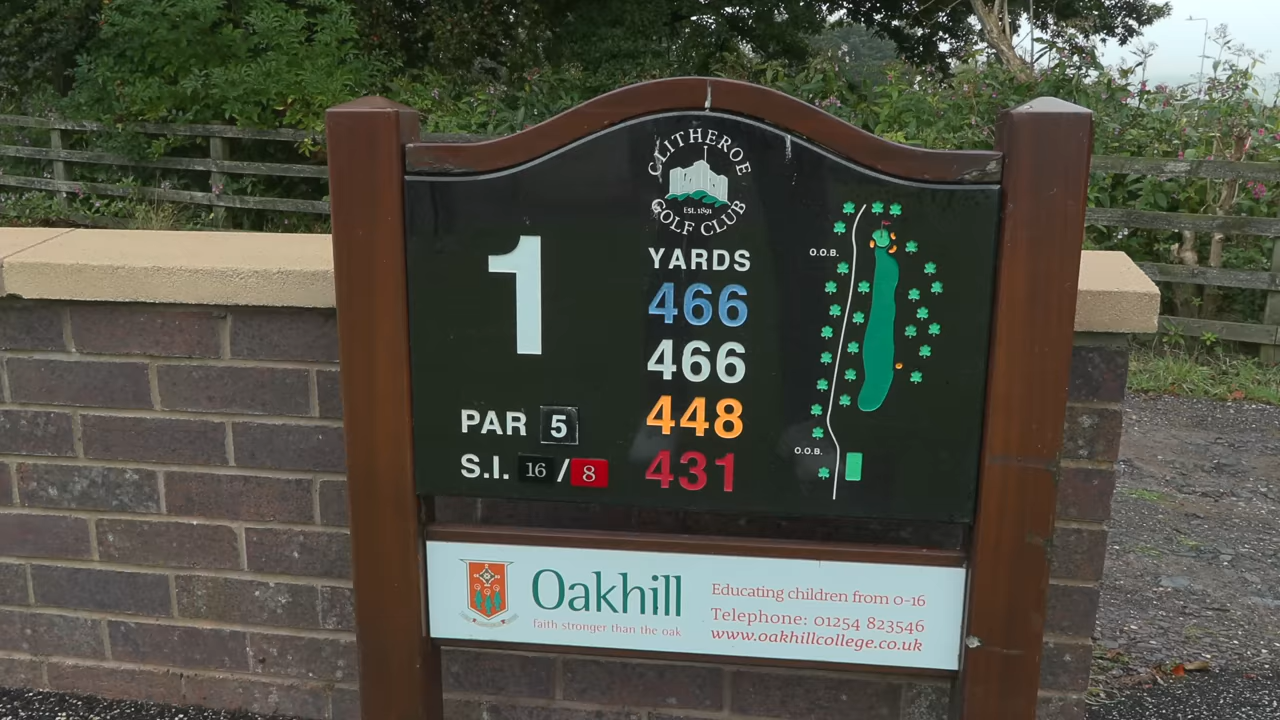 CLITHEROE
EST. 1891
GOLF CLUB
1
YARDS
466
466
448
431
PAR 5
S.I. 16 / 8
O.O.B.
O.O.B.
Oakhill
faith stronger than the oak
Educating children from 0-16
Telephone: 01254 823546
www.oakhillcollege.co.uk